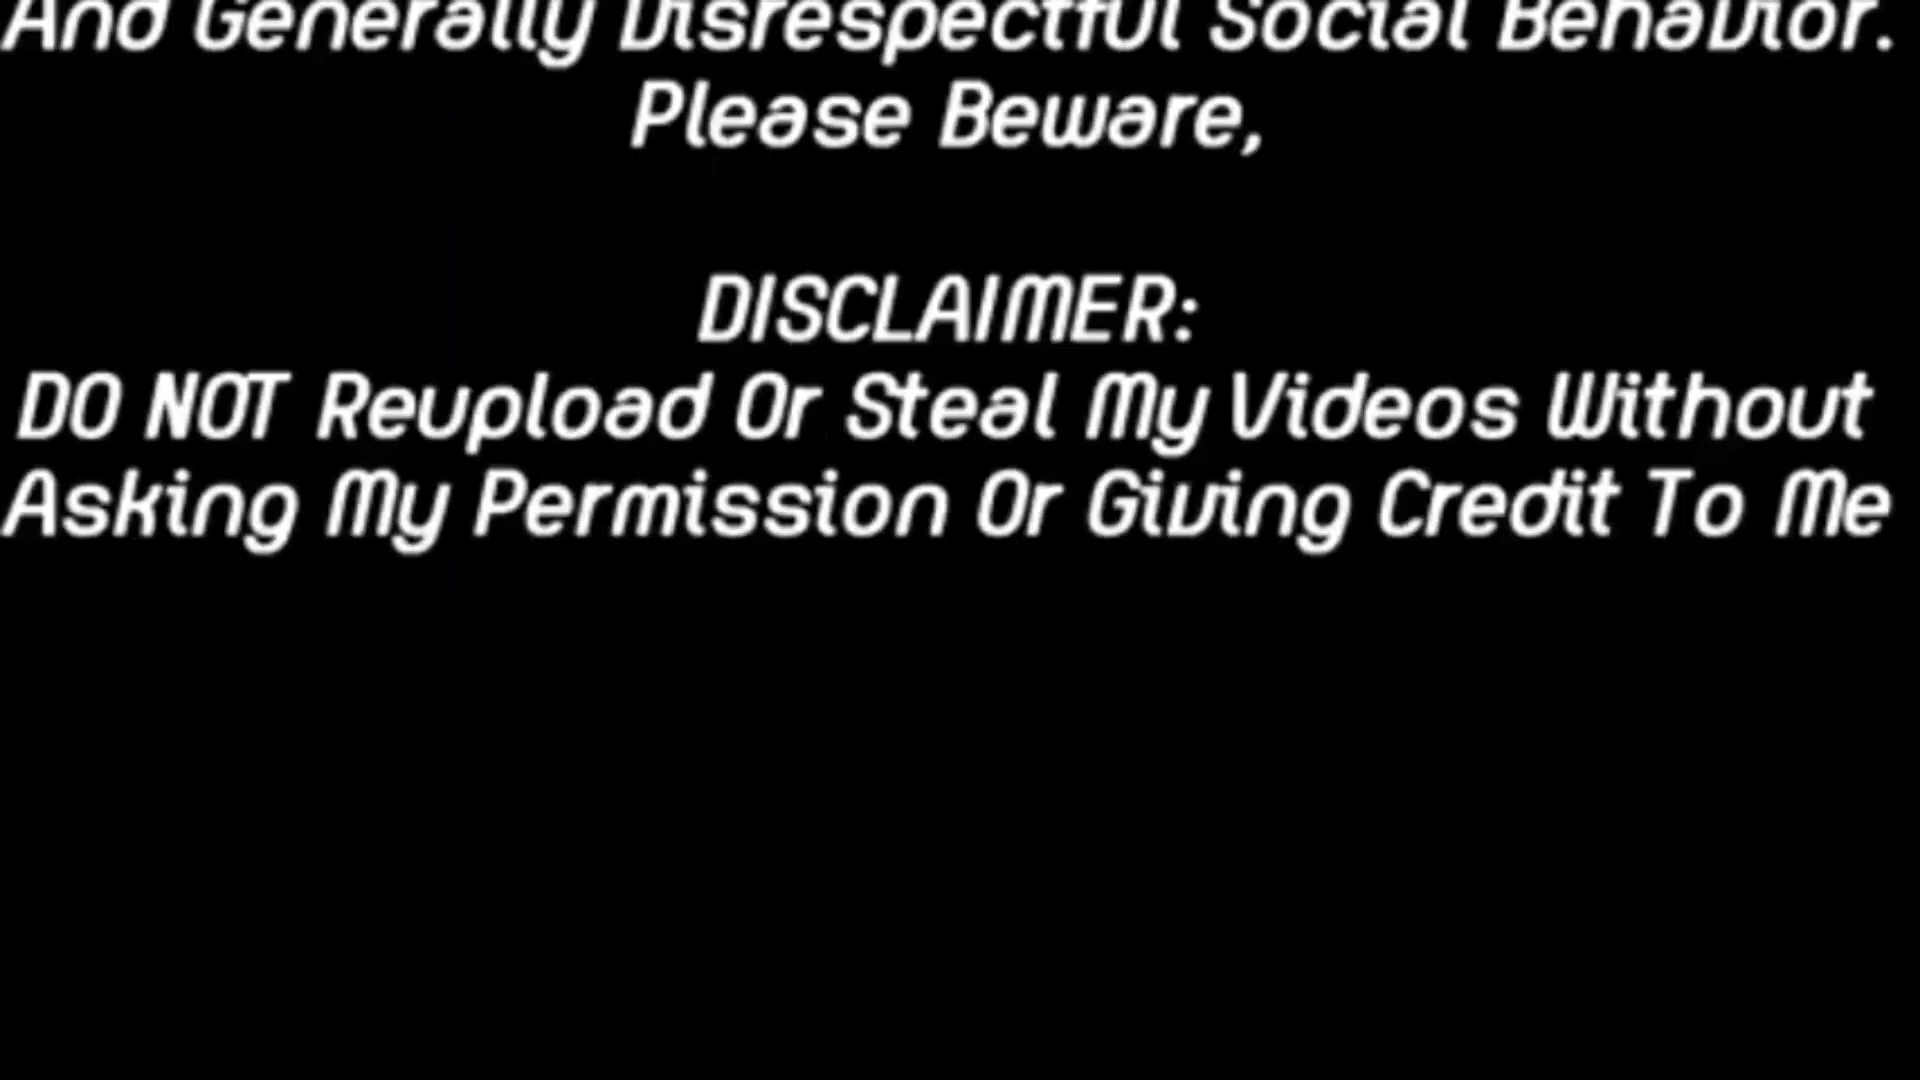 And Generally Disrespectful Social Behavior.
Please Beware,
DISCLAIMER:
DO NOT Reupload Or Steal My Videos Without
Asking My Permission Or Giving Credit To Me